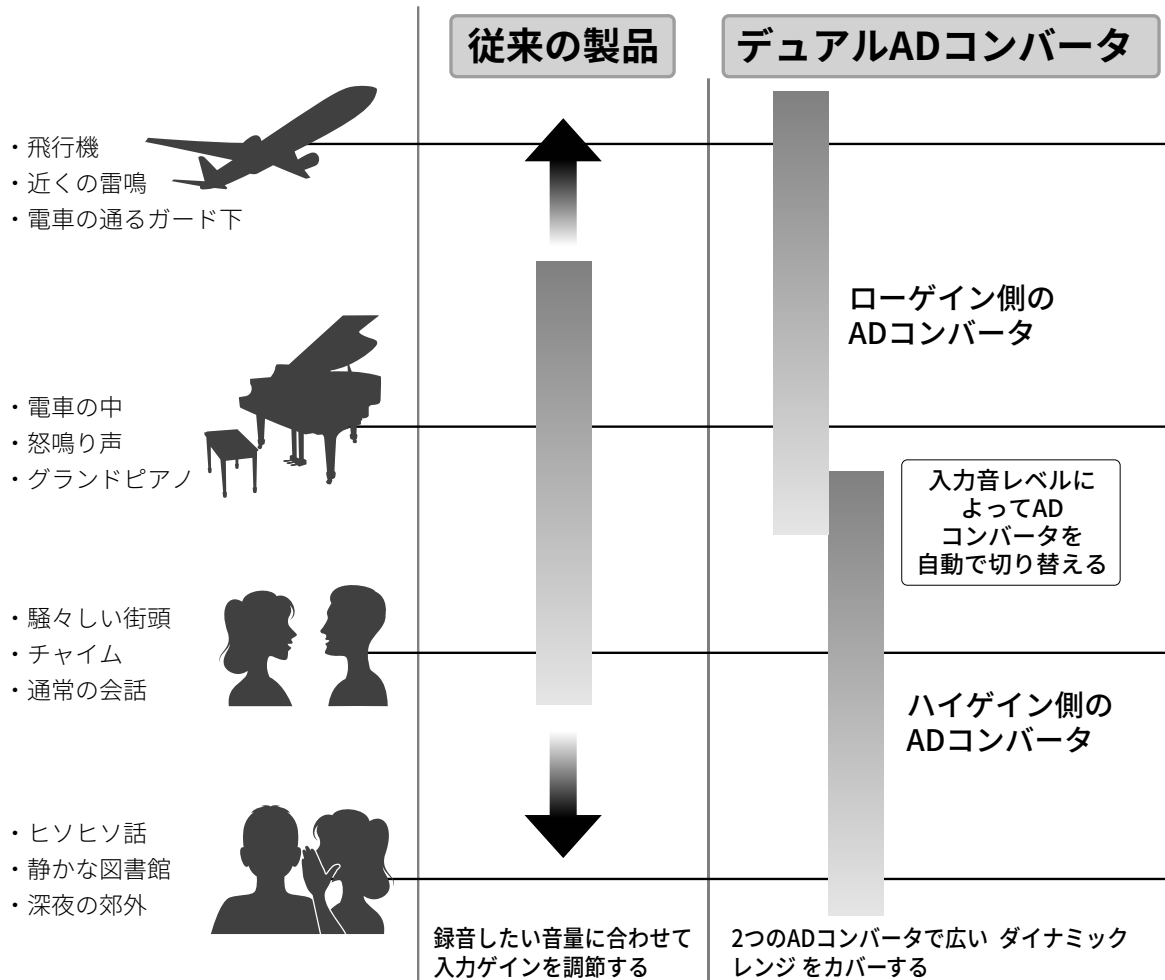 従来の製品
デュアルADコンバータ
・飛行機
・近くの雷鳴
・電車の通るガード下
ローゲイン側の
ADコンバータ
・電車の中
・怒鳴り声
・グランドピアノ
入力音レベルに
よってAD
コンバータを
自動で切り替える
・騒々しい街頭
・チャイム
・通常の会話
ハイゲイン側の
ADコンバータ
・ヒソヒソ話
・静かな図書館
・深夜の郊外
録音したい音量に合わせて
入力ゲインを調節する
2つのADコンバータで広い ダイナミック
レンジ をカバーする